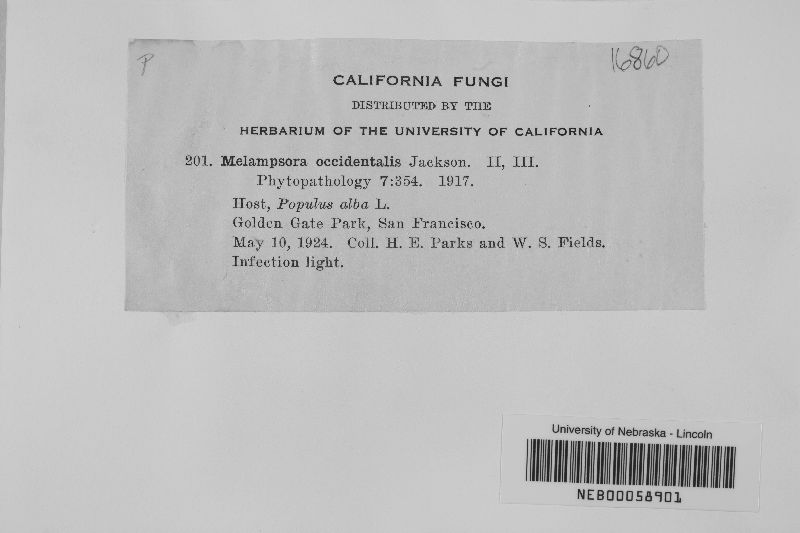 P
16860
CALIFORNIA FUNGI
DISTRIBUTED BY THE
HERBARIUM OF THE UNIVERSITY OF CALIFORNIA
201. Melampsora occidentalis Jackson. II, III.
Phytopathology 7:354. 1917.
Host, Populus alba L.
Golden Gate Park, San Francisco.
May 10, 1924. Coll. H. E. Parks and W. S. Fields.
Infection light.
University of Nebraska - Lincoln
NEB00058901